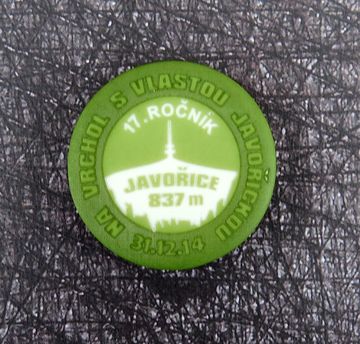 NA VRCHOL S VLASTOU JAVOŘICKOU
17. ROČNÍK
JAVOŘICE
837 m
31.12.14